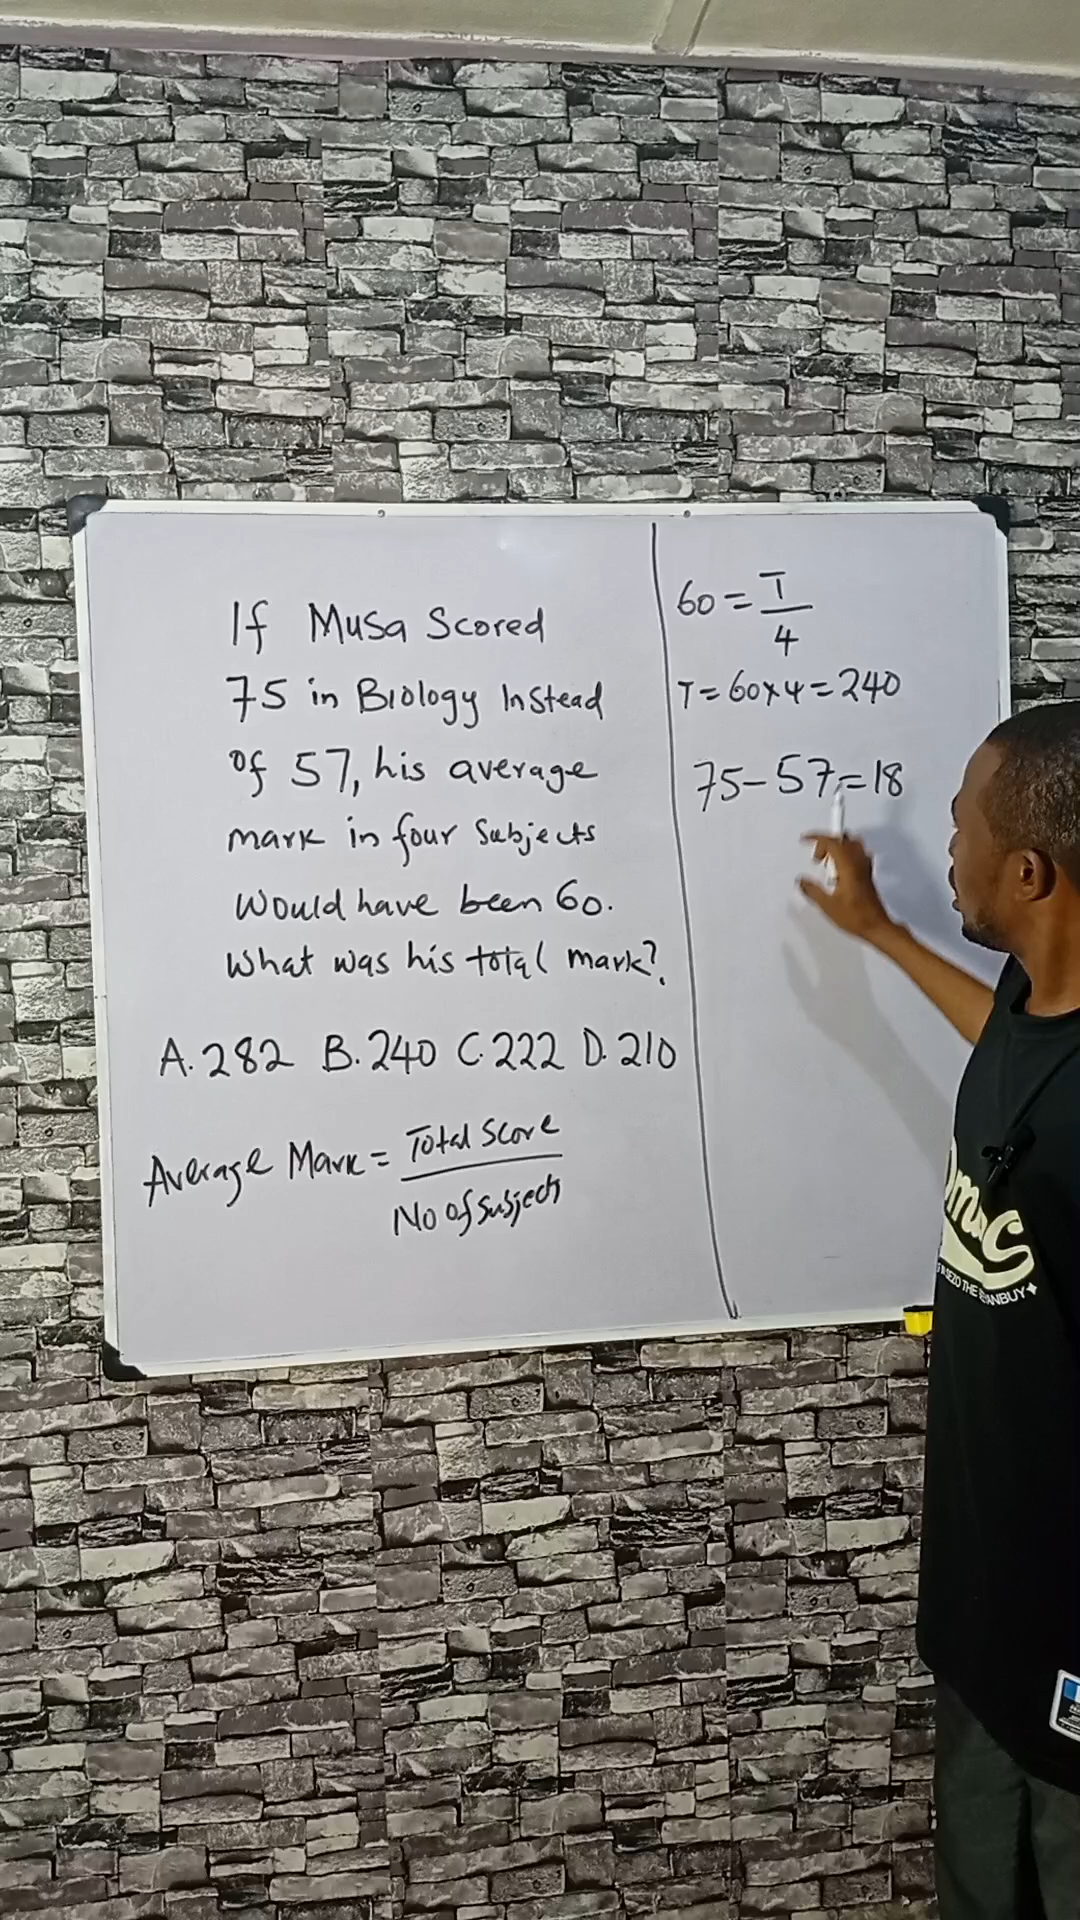 If Musa Scored
75 in Biology Instead
of 57, his average
mark in four Subjects
Would have been 60.
What was his total mark?
A. 282 B. 240 C. 222 D. 210
Average Mark = Total Score
No of Subjects
60 = T
4
T = 60 x 4 = 240
75 - 57 = 18